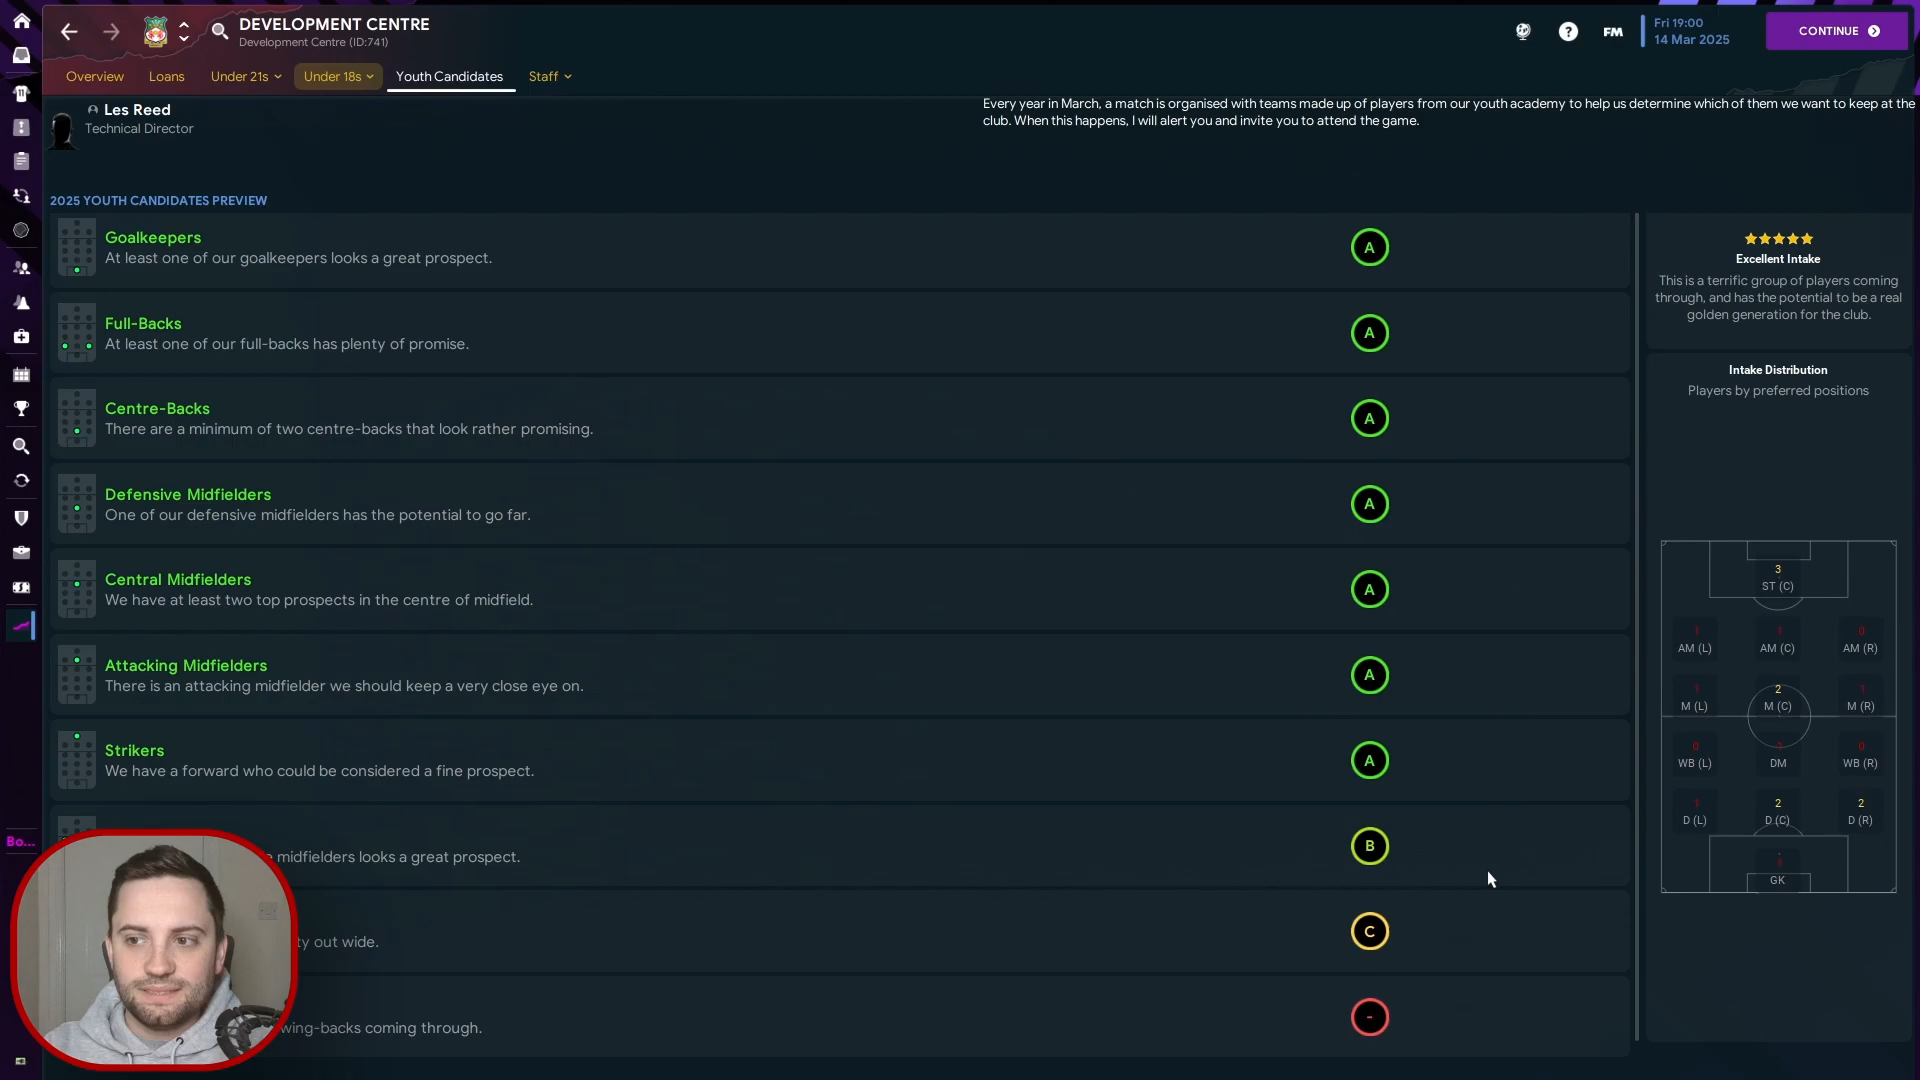 DEVELOPMENT CENTRE
Development Centre (ID:741)
FM
Fri 19:00
14 Mar 2025
CONTINUE
Overview
Loans
Under 21s
Under 18s
Youth Candidates
Staff
Les Reed
Technical Director
Every year in March, a match is organised with teams made up of players from our youth academy to help us determine which of them we want to keep at the
club. When this happens, I will alert you and invite you to attend the game.
2025 YOUTH CANDIDATES PREVIEW
Goalkeepers
At least one of our goalkeepers looks a great prospect.
A
Full-Backs
At least one of our full-backs has plenty of promise.
A
Centre-Backs
There are a minimum of two centre-backs that look rather promising.
A
Defensive Midfielders
One of our defensive midfielders has the potential to go far.
A
Central Midfielders
We have at least two top prospects in the centre of midfield.
A
Attacking Midfielders
There is an attacking midfielder we should keep a very close eye on.
A
Strikers
We have a forward who could be considered a fine prospect.
A
midfielders looks a great prospect.
B
out wide.
C
wing-backs coming through.
-
Bo...
Excellent Intake
This is a terrific group of players coming
through, and has the potential to be a real
golden generation for the club.
Intake Distribution
Players by preferred positions
3
ST (C)
1 1 0
AM (L) AM (C) AM (R)
1 2 1
M (L) M (C) M (R)
0 1 0
WB (L) DM WB (R)
1 2 2
D (L) D (C) D (R)
GK